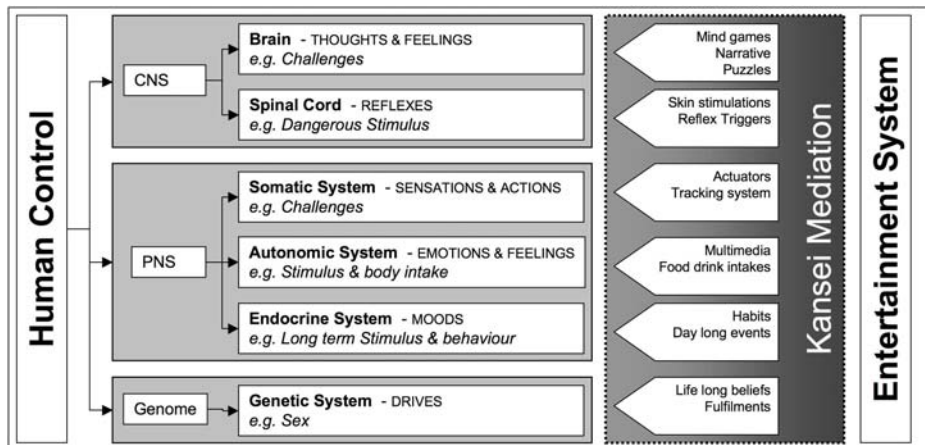 Human Control
CNS
Brain - THOUGHTS & FEELINGS
e.g. Challenges
Spinal Cord - REFLEXES
e.g. Dangerous Stimulus
PNS
Somatic System - SENSATIONS & ACTIONS
e.g. Challenges
Autonomic System - EMOTIONS & FEELINGS
e.g. Stimulus & body intake
Endocrine System - MOODS
e.g. Long term Stimulus & behaviour
Genome
Genetic System - DRIVES
e.g. Sex
Mind games
Narrative
Puzzles
Skin stimulations
Reflex Triggers
Actuators
Tracking system
Multimedia
Food drink intakes
Habits
Day long events
Life long beliefs
Fulfilments
Kansei Mediation
Entertainment System